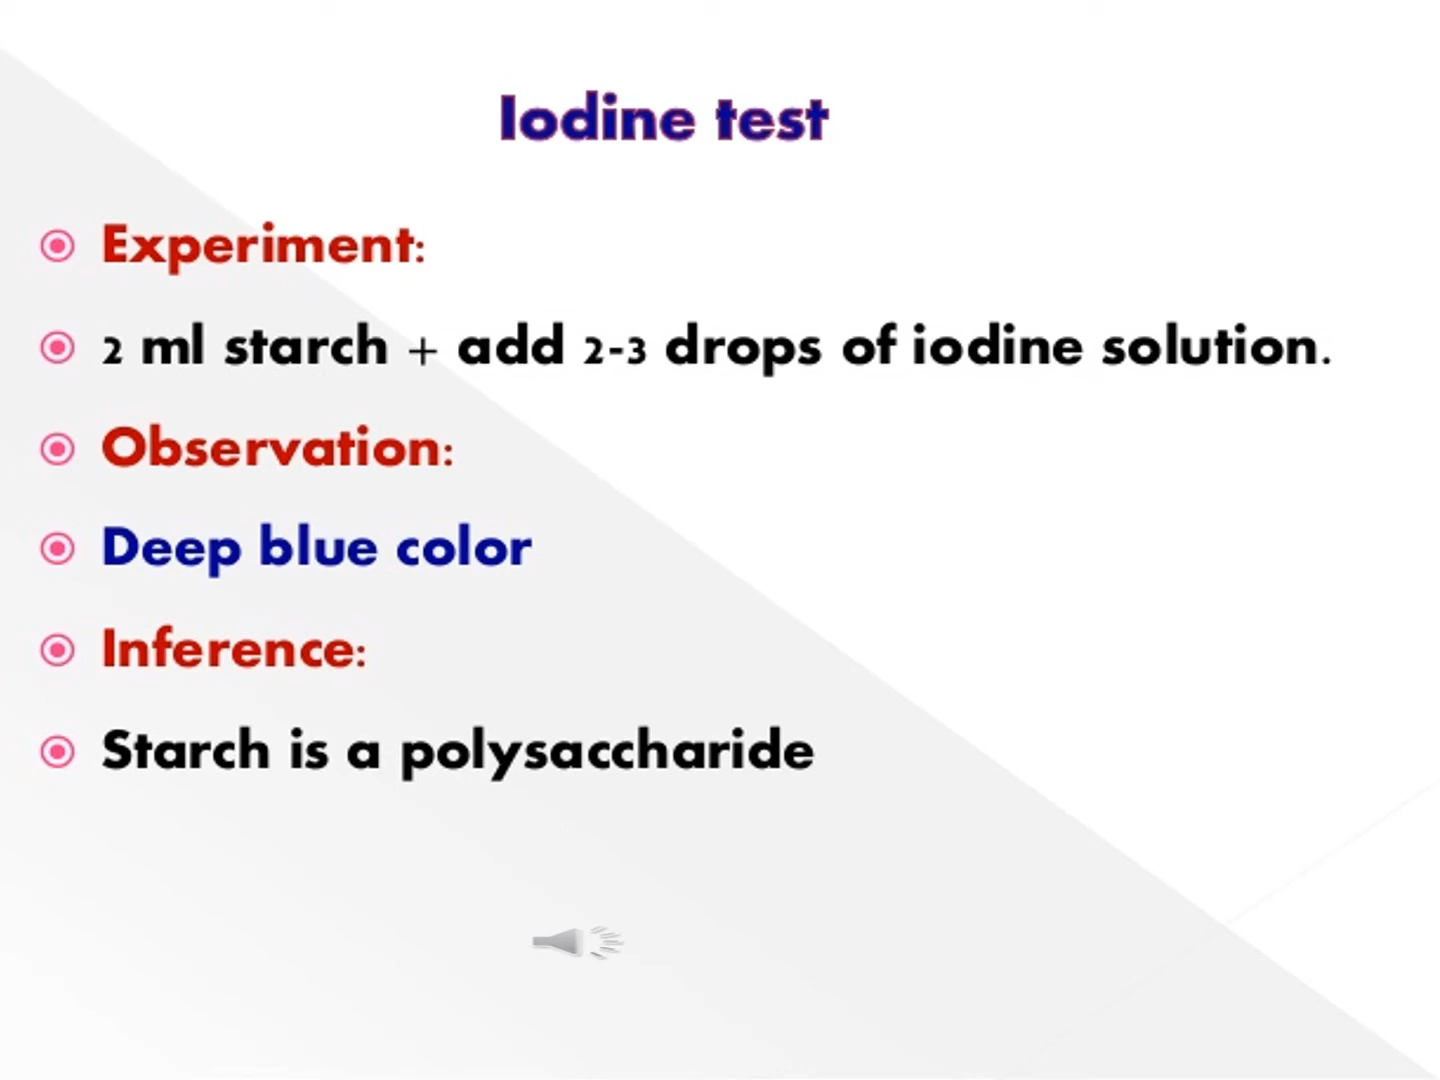 Iodine test
Experiment:
2 ml starch + add 2-3 drops of iodine solution.
Observation:
Deep blue color
Inference:
Starch is a polysaccharide